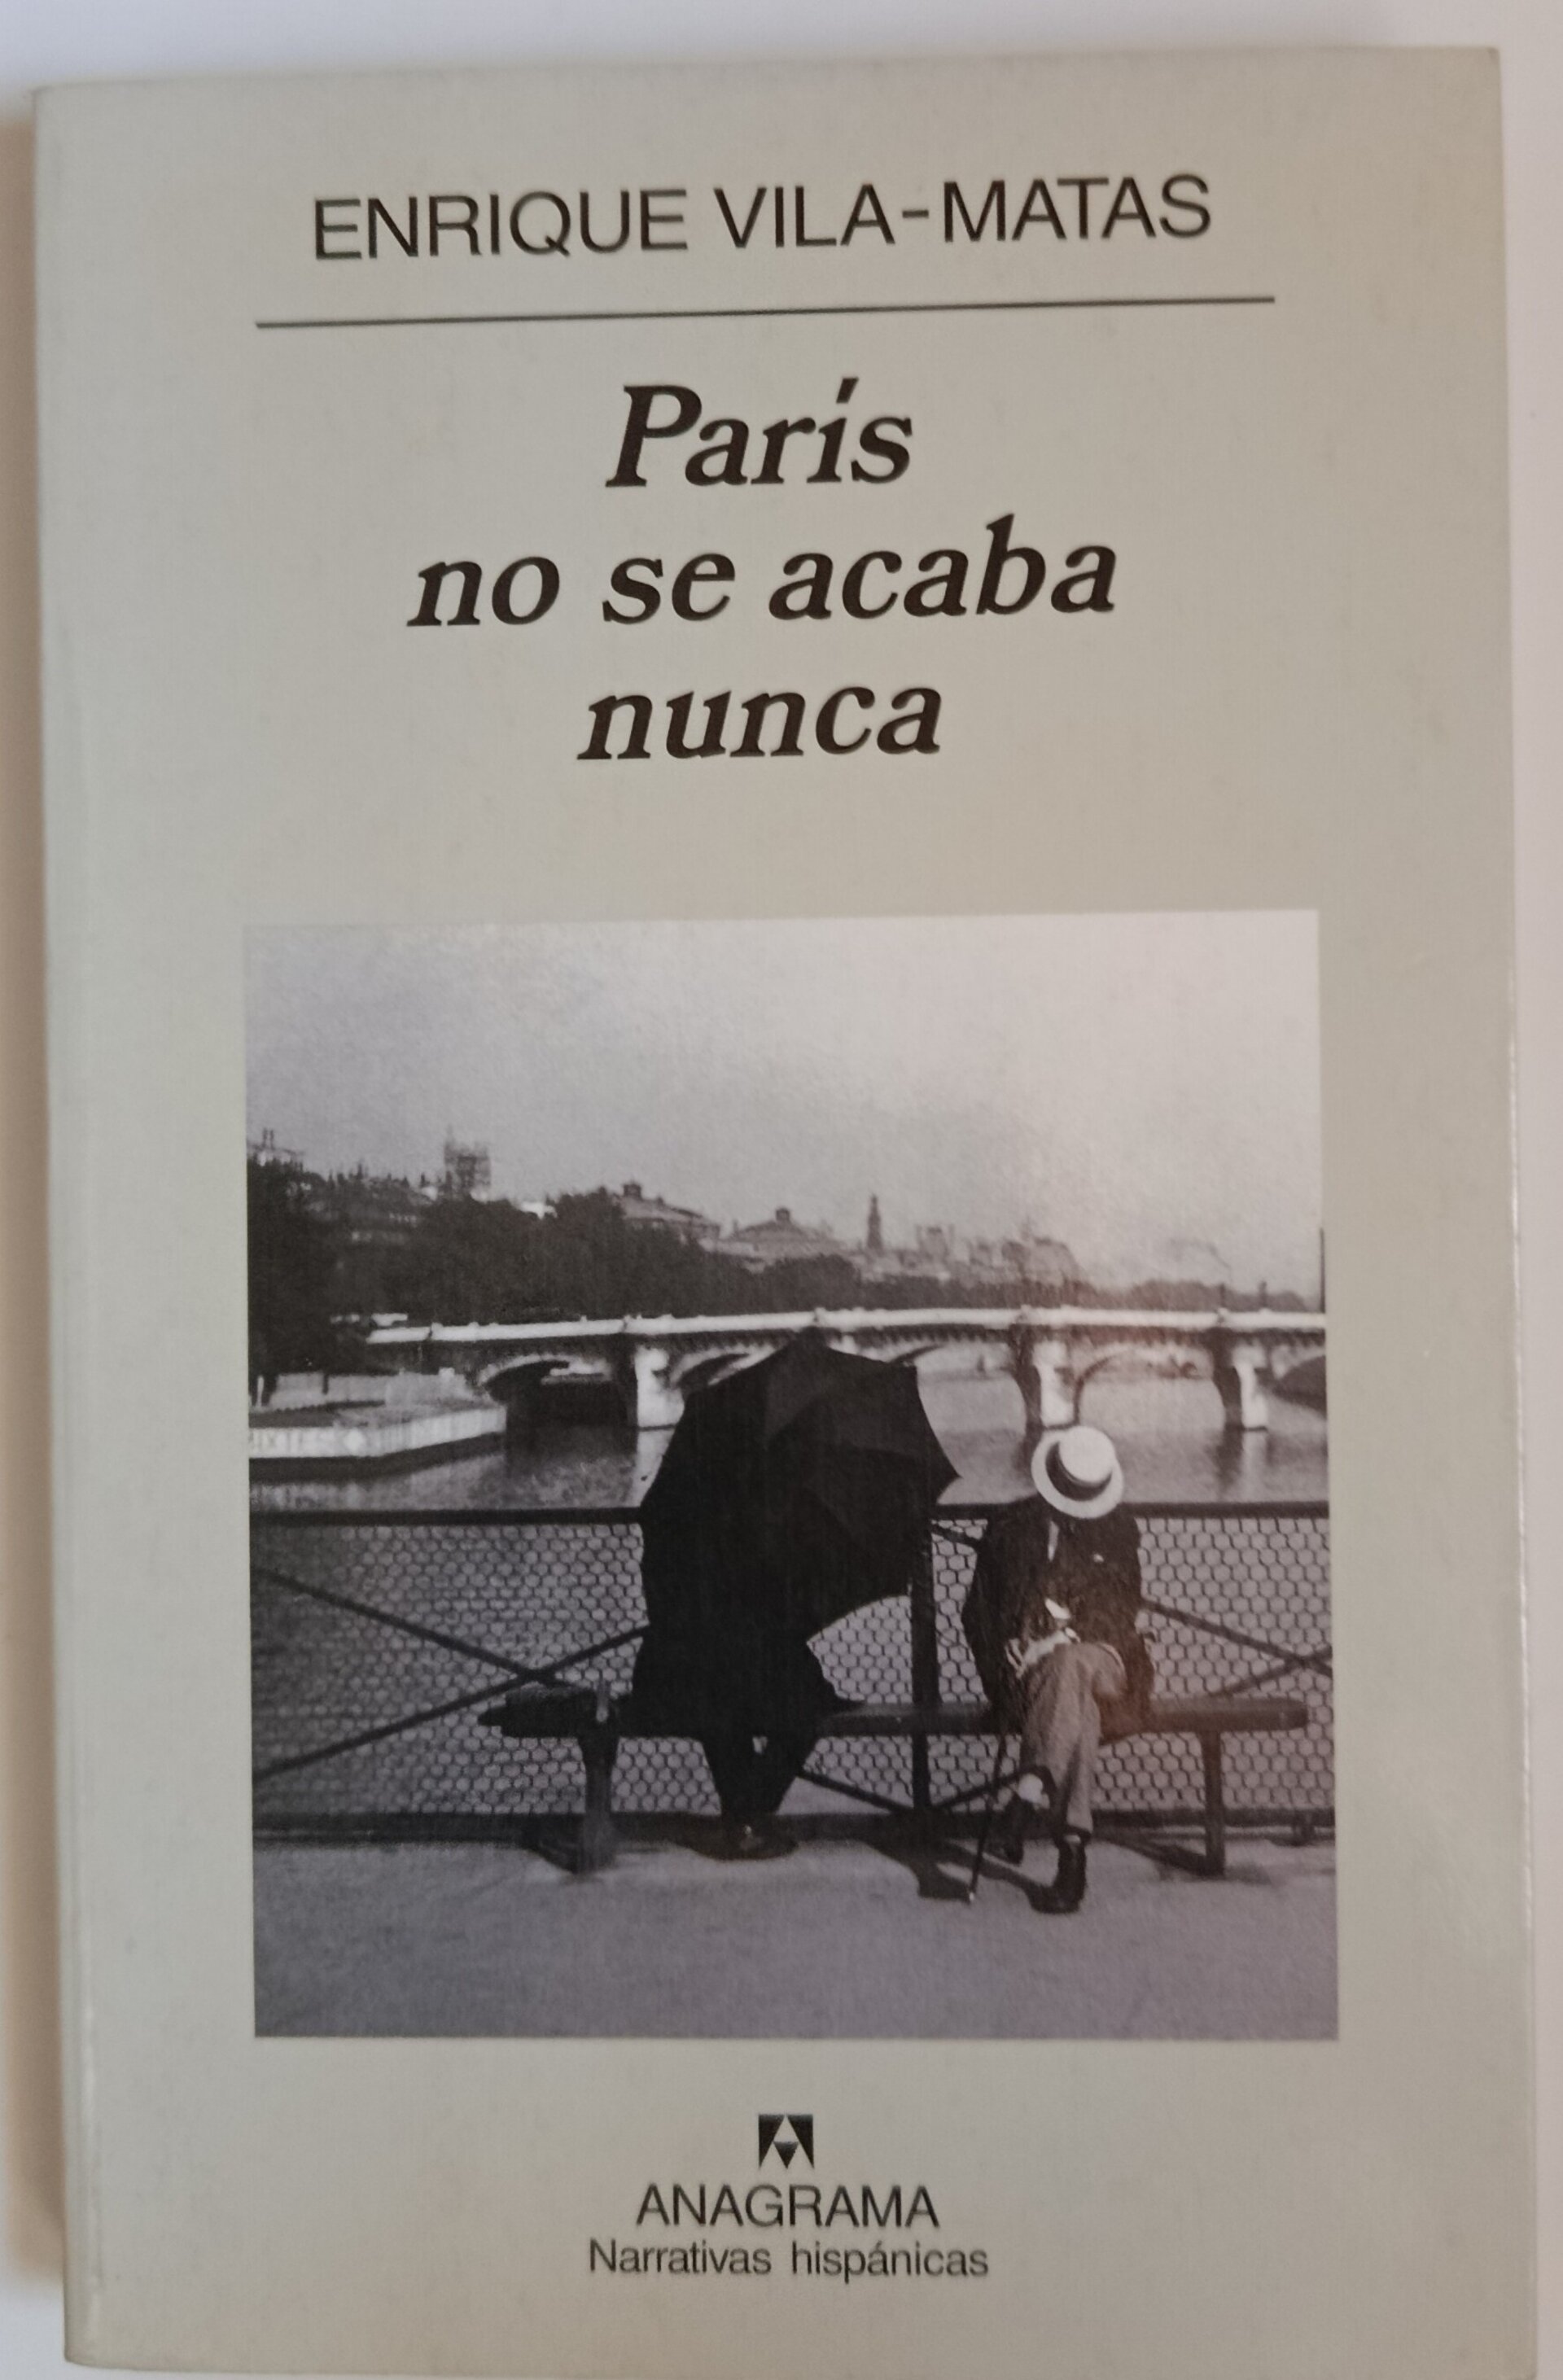 ENRIQUE VILA-MATAS
París
no se acaba
nunca
ANAGRAMA
Narrativas hispánicas